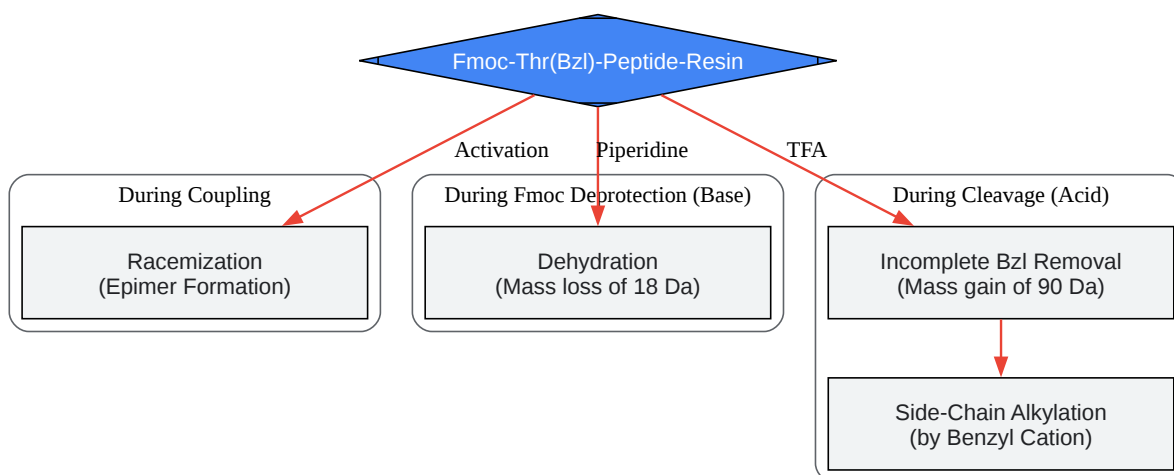 Fmoc-Thr(Bzl)-Peptide-Resin
Activation
Piperidine
TFA
During Coupling
Racemization
(Epimer Formation)
During Fmoc Deprotection (Base)
Dehydration
(Mass loss of 18 Da)
During Cleavage (Acid)
Incomplete Bzl Removal
(Mass gain of 90 Da)
Side-Chain Alkylation
(by Benzyl Cation)